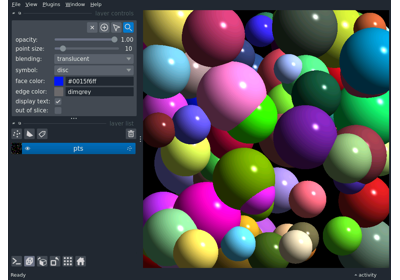 File View Plugins Window Help
layer controls
opacity: 1.00
point size: 10
blending: translucent
symbol: disc
face color: #0015f6ff
edge color: dimgrey
display text:
out of slice:
layer list
pts
Ready
activity